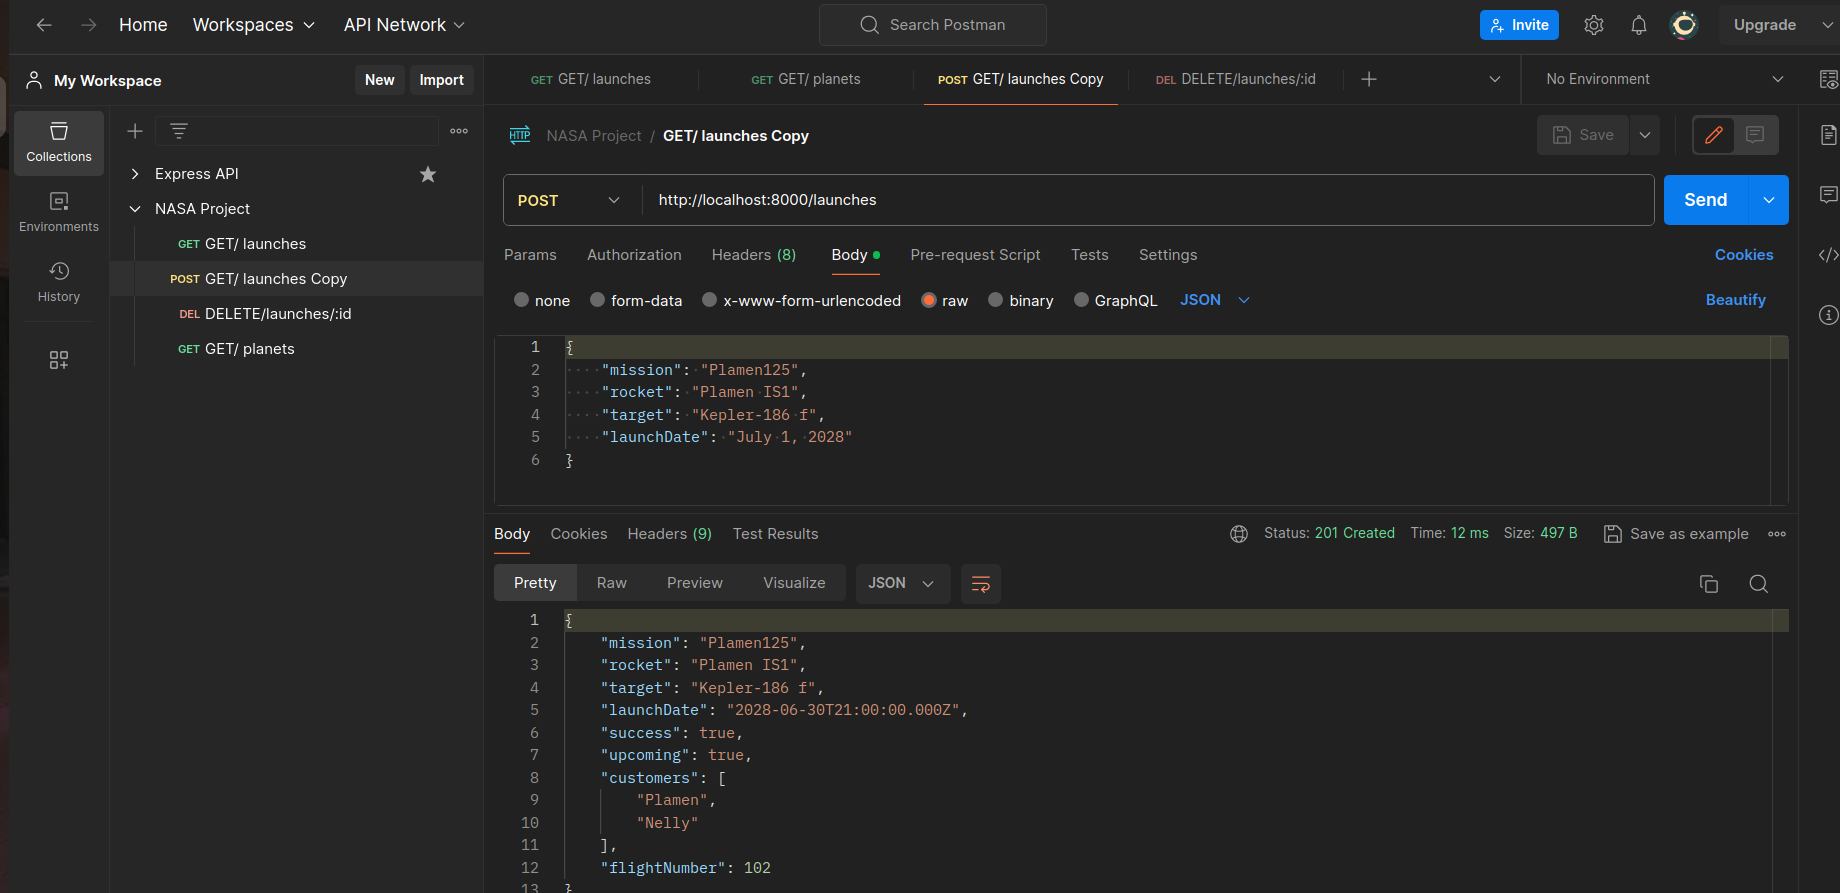 Home Workspaces API Network Search Postman Invite Upgrade
My Workspace New Import GET GET/ launches GET GET/ planets POST GET/ launches Copy DEL DELETE/launches/:id No Environment
Collections
Environments
History
Express API
NASA Project
GET GET/ launches
POST GET/ launches Copy
DEL DELETE/launches/:id
GET GET/ planets
HTTP NASA Project / GET/ launches Copy Save
POST http://localhost:8000/launches Send
Params Authorization Headers (8) Body Pre-request Script Tests Settings Cookies
none form-data x-www-form-urlencoded raw binary GraphQL JSON Beautify
1 {
2 "mission": "Plamen125",
3 "rocket": "Plamen IS1",
4 "target": "Kepler-186 f",
5 "launchDate": "July 1, 2028"
6 }
Body Cookies Headers (9) Test Results Status: 201 Created Time: 12 ms Size: 497 B Save as example
Pretty Raw Preview Visualize JSON
1 {
2 "mission": "Plamen125",
3 "rocket": "Plamen IS1",
4 "target": "Kepler-186 f",
5 "launchDate": "2028-06-30T21:00:00.000Z",
6 "success": true,
7 "upcoming": true,
8 "customers": [
9 "Plamen",
10 "Nelly"
11 ],
12 "flightNumber": 102
13 }